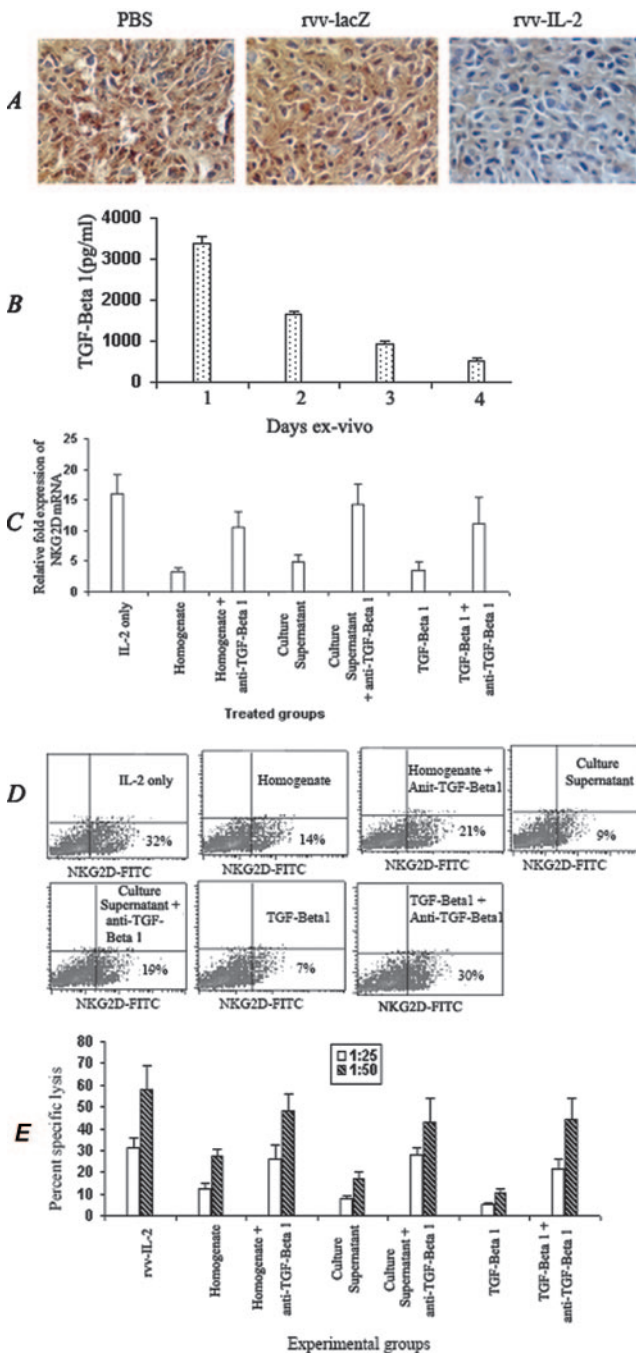 PBS rvv-lacZ rvv-IL-2
A
B
TGF-Beta 1(pg/ml)
4000
3000
2000
1000
0
1 2 3 4
Days ex-vivo
C
Relative fold expression of
NKG2D mRNA
25
20
15
10
5
0
IL-2 only
Homogenate
Homogenate +
anti-TGF-Beta 1
Culture
Supernatant
Culture
Supernatant
+ anti-TGF-Beta 1
TGF-Beta 1
TGF-Beta 1 +
anti-TGF-Beta 1
Treated groups
D
IL-2 only
32%
NKG2D-FITC
Homogenate
14%
NKG2D-FITC
Homogenate +
Anit-TGF-Beta1
21%
NKG2D-FITC
Culture
Supernatant
9%
NKG2D-FITC
Culture
Supernatant +
anti-TGF-
Beta 1
19%
NKG2D-FITC
TGF-Beta1
7%
NKG2D-FITC
TGF-Beta1 +
Anti-TGF-Beta1
30%
NKG2D-FITC
E
Percent specific lysis
80
70
60
50
40
30
20
10
0
1:25
1:50
rvv-IL-2
Homogenate
Homogenate +
anti-TGF-Beta 1
Culture
Supernatant
Culture
Supernatant +
anti-TGF-Beta 1
TGF-Beta 1
TGF-Beta 1 +
anti-TGF-Beta 1
Experimental groups